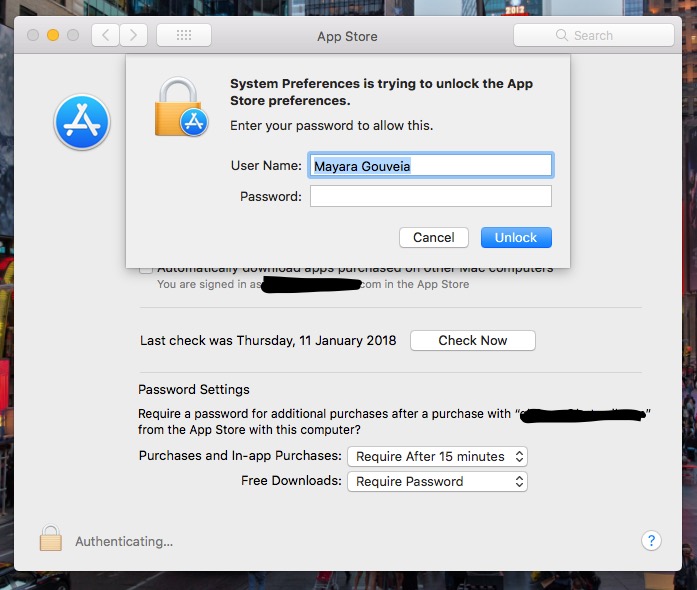 2012
App Store
Search
System Preferences is trying to unlock the App
Store preferences.
Enter your password to allow this.
User Name: Mayara Gouveia
Password:
Cancel
Unlock
Automatically download apps purchased on other Mac computers
You are signed in as .com in the App Store
Last check was Thursday, 11 January 2018
Check Now
Password Settings
Require a password for additional purchases after a purchase with “ ”
from the App Store with this computer?
Purchases and In-app Purchases: Require After 15 minutes
Free Downloads: Require Password
Authenticating...
?